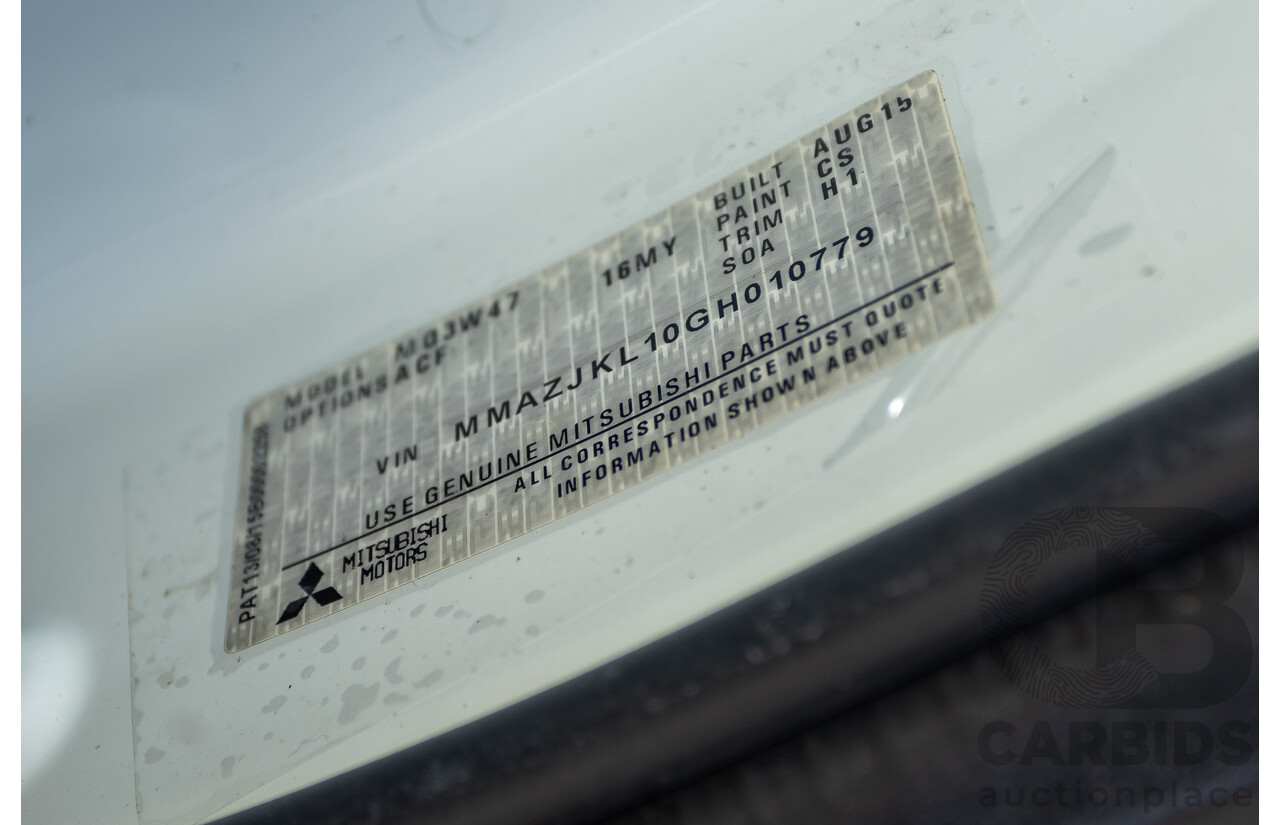 MODEL MQ3W47 16MY BUILT AUG15
OPTIONS ACF PAINT CS
TRIM H1
SOA
VIN MMAZJKL10GH010779
USE GENUINE MITSUBISHI PARTS
ALL CORRESPONDENCE MUST QUOTE
INFORMATION SHOWN ABOVE
MITSUBISHI
MOTORS
CB
CARBIDS
auctionplace